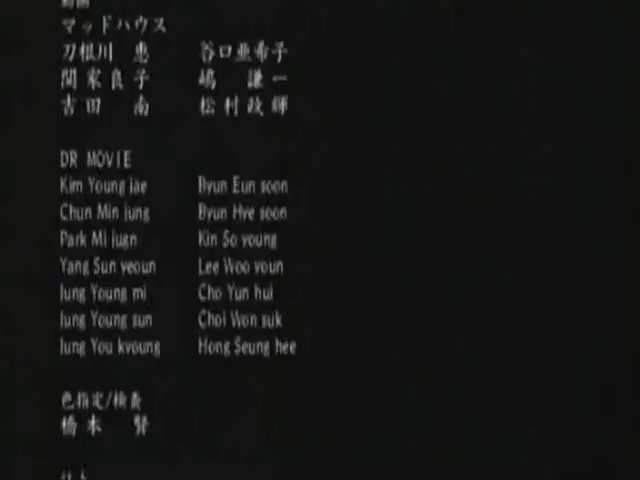 動画
マッドハウス
刀根川 恵 谷口亜希子
関家良子 嶋 謙一
吉田 南 松村政輝
DR MOVIE
Kim Young jae Byun Eun soon
Chun Min jung Byun Hye soon
Park Mi jugn Kin So young
Yang Sun yeoun Lee Woo youn
Jung Young mi Cho Yun hui
Jung Young sun Choi Won suk
Jung You kyoung Hong Seung hee
色指定/検査
橋本 賢